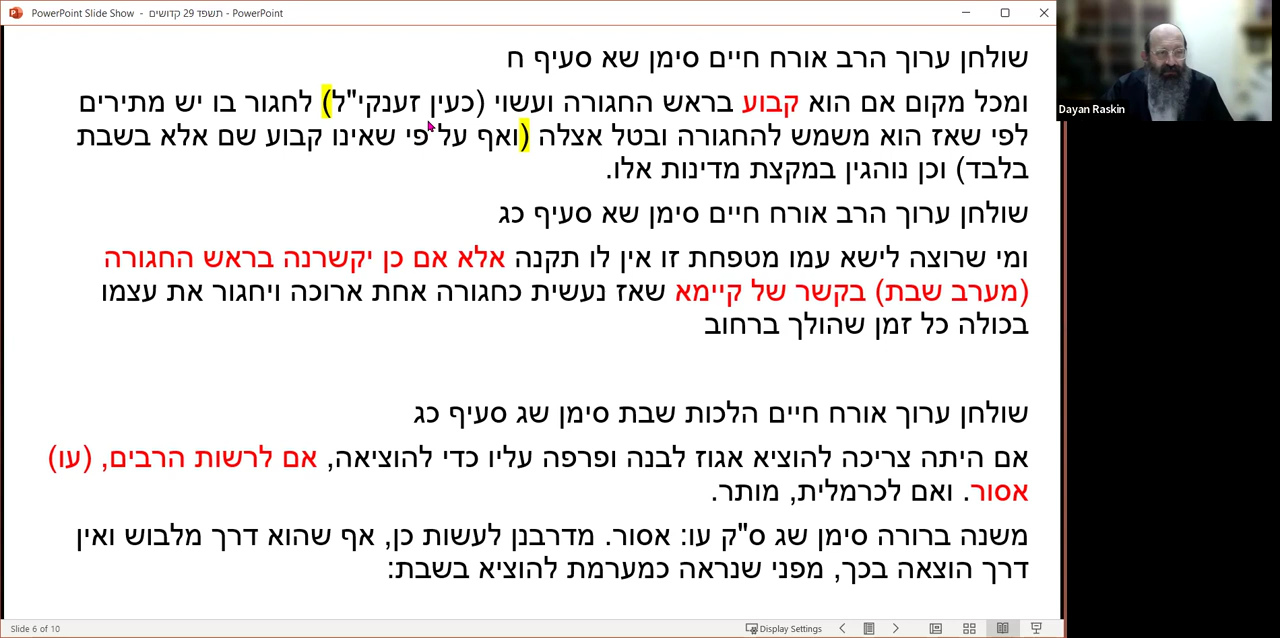 PowerPoint Slide Show - תשפד 29 קדושים - PowerPoint
שולחן ערוך הרב אורח חיים סימן שא סעיף ח
ומכל מקום אם הוא קבוע בראש החגורה ועשוי (כעין זענקי"ל) לחגור בו יש מתירים
לפי שאז הוא משמש להחגורה ובטל אצלה (ואף על פי שאינו קבוע שם אלא בשבת
בלבד) וכן נוהגין במקצת מדינות אלו.
שולחן ערוך הרב אורח חיים סימן שא סעיף כג
ומי שרוצה לישא עמו מטפחת זו אין לו תקנה אלא אם כן יקשרנה בראש החגורה
(מערב שבת) בקשר של קיימא שאז נעשית כחגורה אחת ארוכה ויחגור את עצמו
בכולה כל זמן שהולך ברחוב
שולחן ערוך אורח חיים הלכות שבת סימן שג סעיף כג
אם היתה צריכה להוציא אגוז לבנה ופרפה עליו כדי להוציאה, אם לרשות הרבים, (עו)
אסור. ואם לכרמלית, מותר.
משנה ברורה סימן שג ס"ק עו: אסור. מדרבנן לעשות כן, אף שהוא דרך מלבוש ואין
דרך הוצאה בכך, מפני שנראה כמערמת להוציא בשבת:
Dayan Raskin
Slide 6 of 10
Display Settings